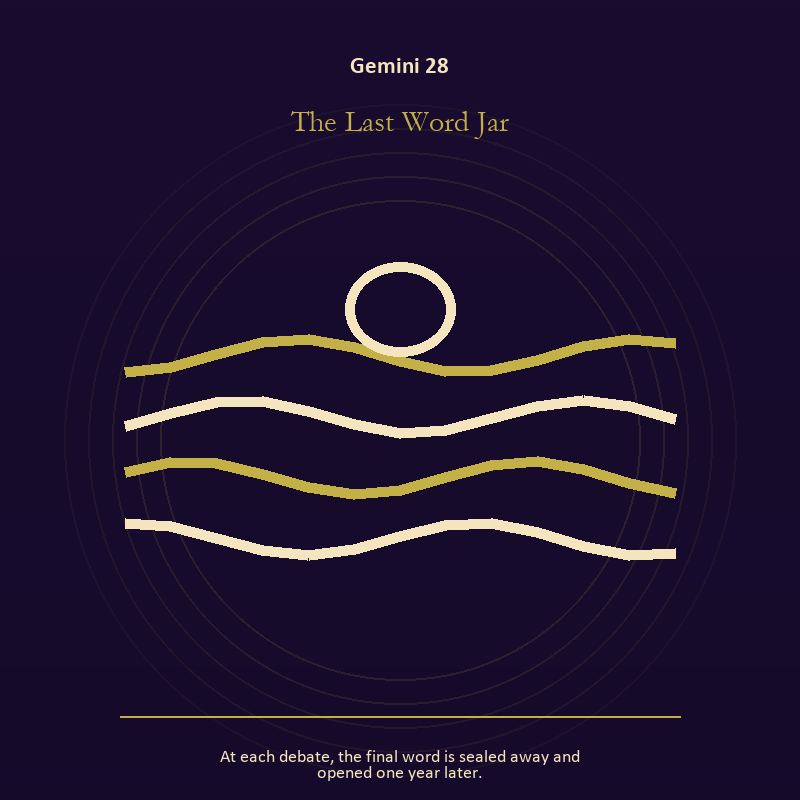 Gemini 28
The Last Word Jar
At each debate, the final word is sealed away and
opened one year later.